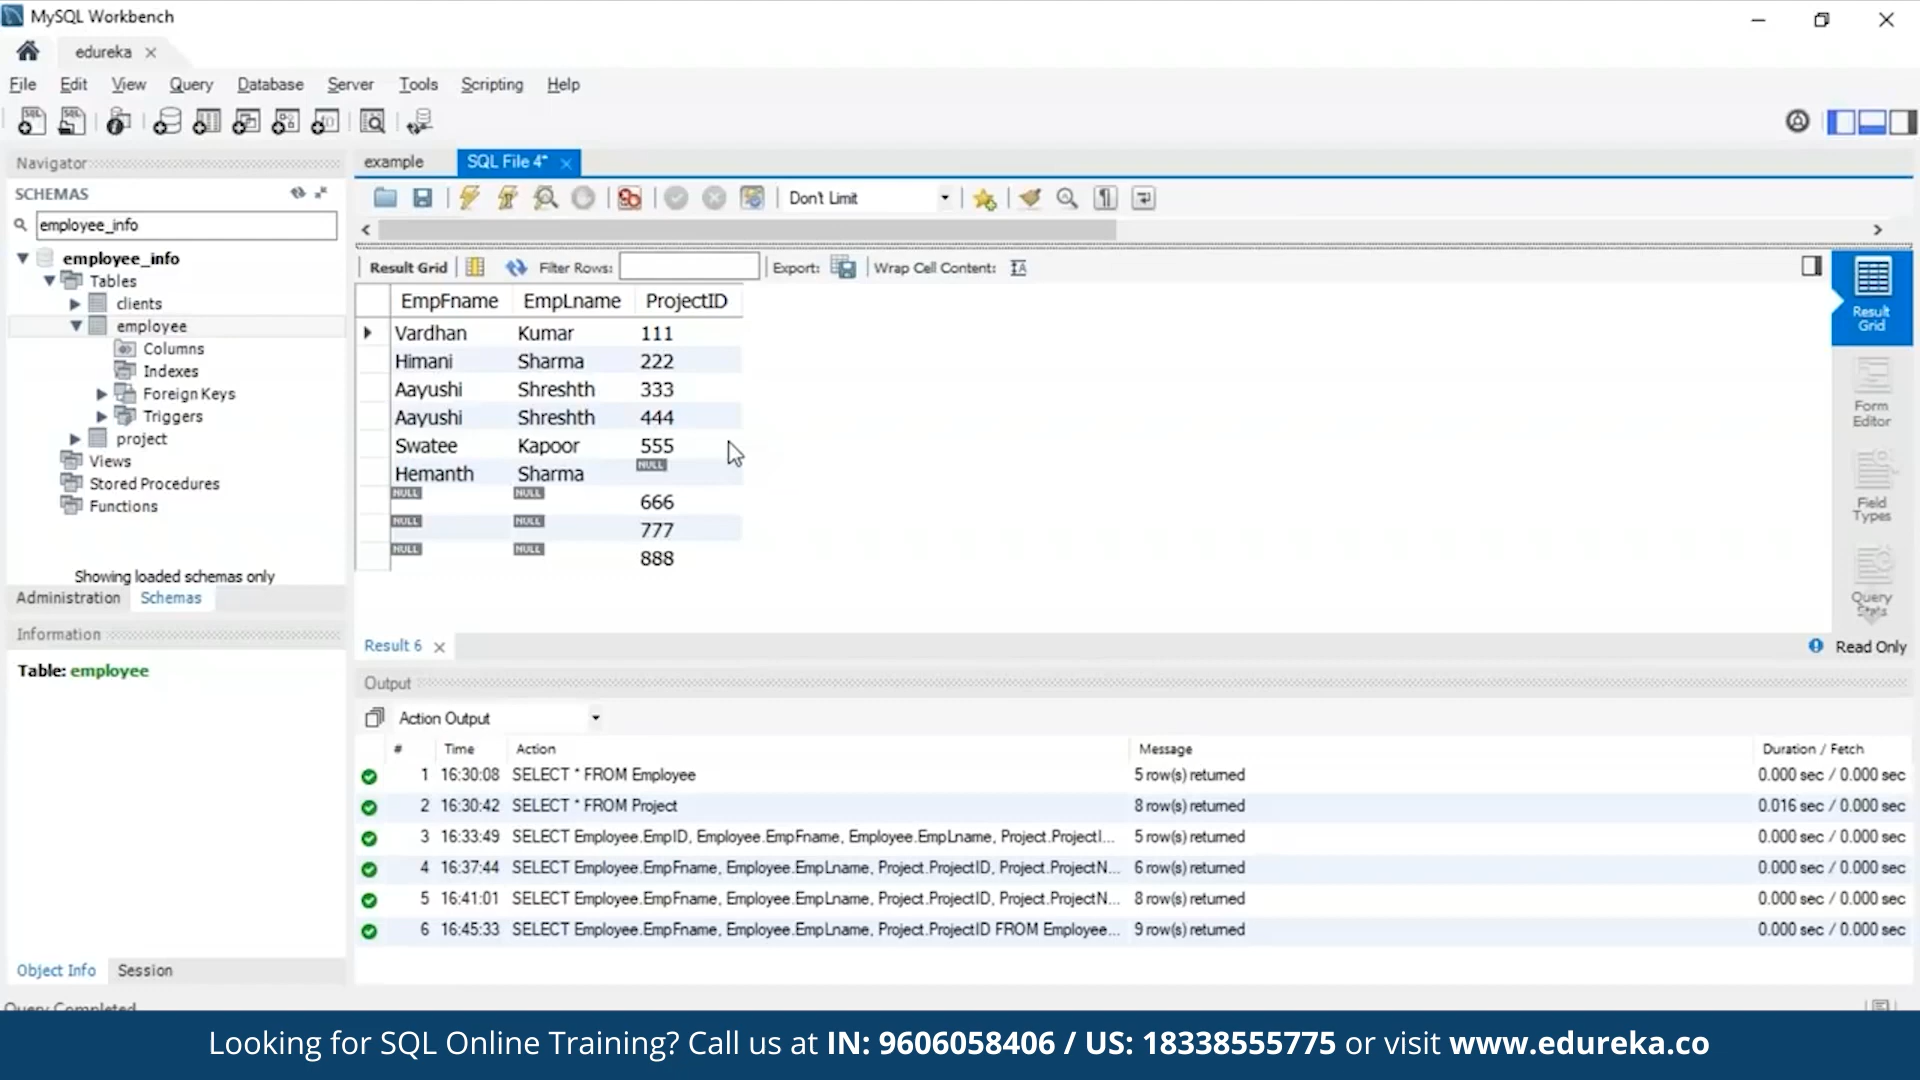 MySQL Workbench
edureka
File Edit View Query Database Server Tools Scripting Help
Navigator
SCHEMAS
employee_info
employee_info
Tables
clients
employee
Columns
Indexes
Foreign Keys
Triggers
project
Views
Stored Procedures
Functions
Showing loaded schemas only
Administration Schemas
Information
Table: employee
Object Info Session
Query Completed
example SQL File 4*
Don't Limit
Result Grid Filter Rows: Export: Wrap Cell Content:
EmpFname EmpLname ProjectID
Vardhan Kumar 111
Himani Sharma 222
Aayushi Shreshth 333
Aayushi Shreshth 444
Swatee Kapoor 555
Hemanth Sharma NULL
NULL NULL 666
NULL NULL 777
NULL NULL 888
Result Grid
Form Editor
Field Types
Query Stats
Result 6 Read Only
Output
Action Output
# Time Action Message Duration / Fetch
1 16:30:08 SELECT * FROM Employee 5 row(s) returned 0.000 sec / 0.000 sec
2 16:30:42 SELECT * FROM Project 8 row(s) returned 0.016 sec / 0.000 sec
3 16:33:49 SELECT Employee.EmpID, Employee.EmpFname, Employee.EmpLname, Project.ProjectI... 5 row(s) returned 0.000 sec / 0.000 sec
4 16:37:44 SELECT Employee.EmpFname, Employee.EmpLname, Project.ProjectID, Project.ProjectN... 6 row(s) returned 0.000 sec / 0.000 sec
5 16:41:01 SELECT Employee.EmpFname, Employee.EmpLname, Project.ProjectID, Project.ProjectN... 8 row(s) returned 0.000 sec / 0.000 sec
6 16:45:33 SELECT Employee.EmpFname, Employee.EmpLname, Project.ProjectID FROM Employee... 9 row(s) returned 0.000 sec / 0.000 sec
Looking for SQL Online Training? Call us at IN: 9606058406 / US: 18338555775 or visit www.edureka.co